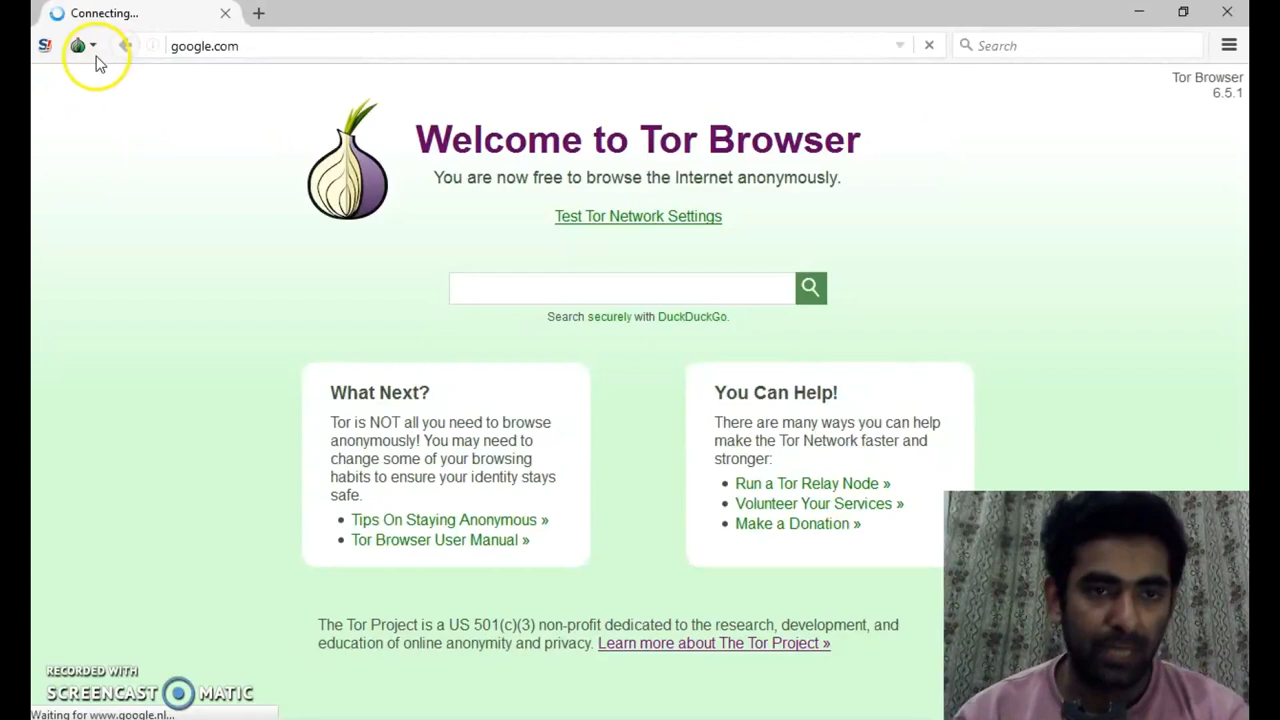 Connecting...
S!
google.com
Search
Tor Browser
6.5.1
Welcome to Tor Browser
You are now free to browse the Internet anonymously.
Test Tor Network Settings
Search securely with DuckDuckGo.
What Next?
Tor is NOT all you need to browse
anonymously! You may need to
change some of your browsing
habits to ensure your identity stays
safe.
• Tips On Staying Anonymous »
• Tor Browser User Manual »
You Can Help!
There are many ways you can help
make the Tor Network faster and
stronger:
• Run a Tor Relay Node »
• Volunteer Your Services »
• Make a Donation »
The Tor Project is a US 501(c)(3) non-profit dedicated to the research, development, and
education of online anonymity and privacy. Learn more about The Tor Project »
RECORDED WITH
SCREENCAST MATIC
Waiting for www.google.nl...